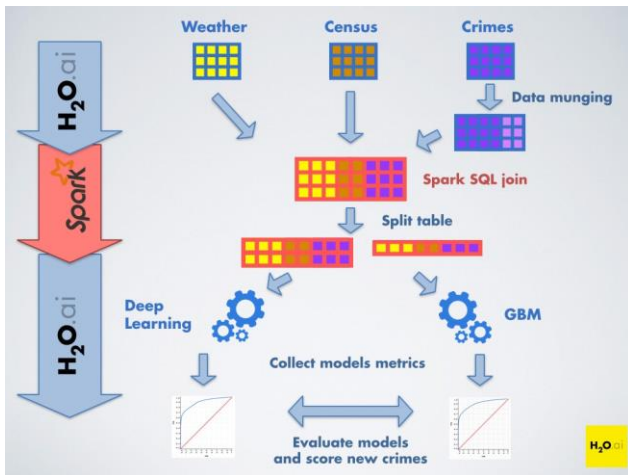 Weather
Census
Crimes
H2O.ai
Data munging
Spark
Spark SQL join
Split table
Deep
Learning
GBM
H2O.ai
Collect models metrics
Evaluate models
and score new crimes
H2O.ai